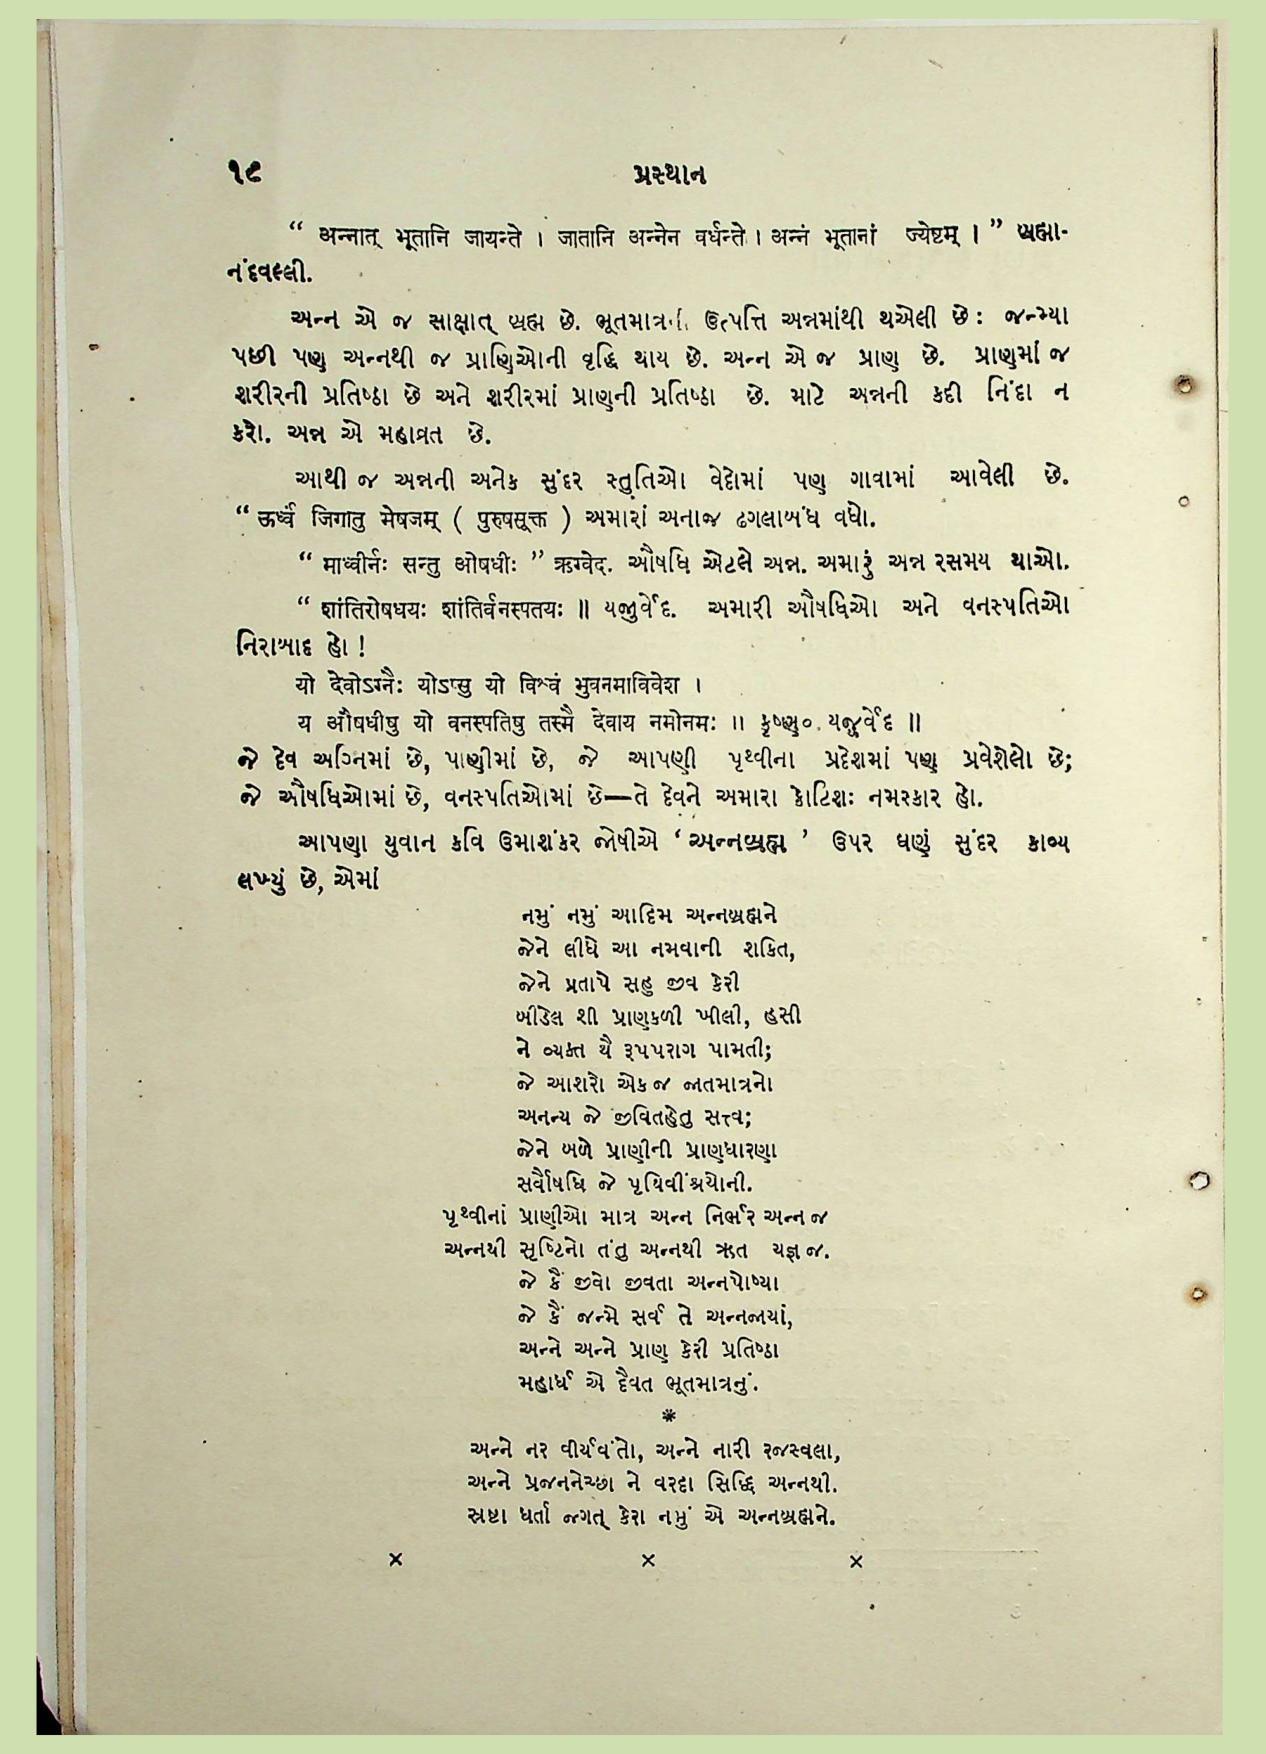 ૧૮ પ્રસ્થાન
“ अन्नात् भूतानि जायन्ते । जातानि अन्नेन वर्धन्ते । अन्नं भूतानां ज्येष्टम् । ” બ્રહ્મા-
નંદવલ્લી.
અન્ન એ જ સાક્ષાત્ બ્રહ્મ છે. ભૂતમાત્રની ઉત્પત્તિ અન્નમાંથી થએલી છે: જન્મ્યા
પછી પણ અન્નથી જ પ્રાણિઓની વૃદ્ધિ થાય છે. અન્ન એ જ પ્રાણ છે. પ્રાણમાં જ
શરીરની પ્રતિષ્ઠા છે અને શરીરમાં પ્રાણની પ્રતિષ્ઠા છે. માટે અન્નની કદી નિંદા ન
કરો. અન્ન એ મહાવ્રત છે.
આથી જ અન્નની અનેક સુંદર સ્તુતિઓ વેદોમાં પણ ગાવામાં આવેલી છે.
“ ऊर्ध्वं जिगातु मेषजम् ( पुरुषसूक्त ) અમારાં અનાજ ઢગલાબંધ વધો.
“ माध्वीर्नः सन्तु ओषधीः ” ઋગ્વેદ. ઔષધિ એટલે અન્ન. અમારું અન્ન રસમય થાઓ.
“ शांतिरोषधयः शांतिर्वनस्पतयः ॥ યજુર્વેદ. અમારી ઔષધિઓ અને વનસ્પતિઓ
નિરાબાદ હો !
यो देवोऽग्नैः योऽप्सु यो विश्वं भुवनमाविवेश ।
य औषधीषु यो वनस्पतिषु तस्मै देवाय नमोनमः ॥ કૃષ્ણ૦ યજુર્વેદ ॥
જે દેવ અગ્નિમાં છે, પાણીમાં છે, જે આપણી પૃથ્વીના પ્રદેશમાં પણ પ્રવેશેલો છે;
જે ઔષધિઓમાં છે, વનસ્પતિઓમાં છે—તે દેવને અમારા કોટિશઃ નમસ્કાર હો.
આપણા યુવાન કવિ ઉમાશંકર જોષીએ ‘ અન્નબ્રહ્મ ’ ઉપર ઘણું સુંદર કાવ્ય
લખ્યું છે, એમાં
નમું નમું આદિમ અન્નબ્રહ્મને
જેને લીધે આ નમવાની શક્તિ,
જેને પ્રતાપે સહુ જીવ કેરી
બીડેલ શી પ્રાણકળી ખીલી, હસી
ને વ્યક્ત થૈ રૂપપરાગ પામતી;
જે આશરો એક જ જાતમાત્રનો
અનન્ય જે જીવિતહેતુ સત્ત્વ;
જેને બળે પ્રાણીની પ્રાણધારણા
સર્વૌષધિ જે પૃથિવીંશ્રયોની.
પૃથ્વીનાં પ્રાણીઓ માત્ર અન્ન નિર્ભર અન્ન જ
અન્નથી સૃષ્ટિનો તંતુ અન્નથી ઋત યજ્ઞ જ.
જે કૈં જીવો જીવતા અન્નપોષ્યા
જે કૈં જન્મે સર્વ તે અન્નજાયાં,
અન્ને અન્ને પ્રાણ કેરી પ્રતિષ્ઠા
મહાર્ઘ એ દૈવત ભૂતમાત્રનું.
*
અન્ને નર વીર્યવંતો, અન્ને નારી રજસ્વલા,
અન્ને પ્રજનનેચ્છા ને વરદા સિદ્ધિ અન્નથી.
સ્રષ્ટા ધર્તા જગત્ કેરા નમું એ અન્નબ્રહ્મને.
× × ×